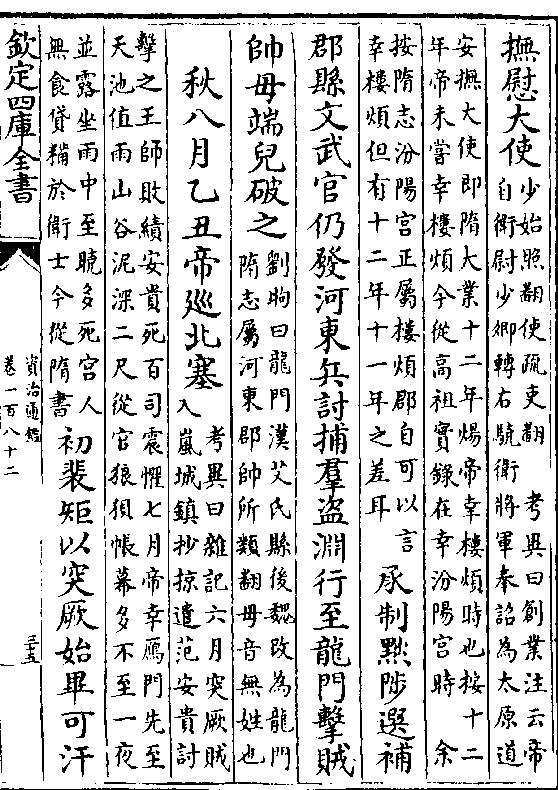 撫慰大使
少始照翻使疏吏翻 考異曰創業注云帝
自衛尉少卿轉右驍衛將軍奉詔為太原道
安撫大使即隋大業十二年煬帝幸樓煩時也按十二
年帝未嘗幸樓煩今從高祖實録在幸汾陽宫時 余
按隋志汾陽宫正屬樓煩郡自可以言
幸樓煩但有十二年十一年之差耳
承制黜陟選補
郡縣文武官仍發河東兵討捕羣盜淵行至龍門擊賊
帥毋端兒破之
劉昫曰龍門漢艾氏縣後魏改為龍門
隋志屬河東郡帥所類翻毋音無姓也
秋八月乙丑帝巡北塞
考異曰雜記六月突厥賊
入嵐城鎮抄掠遣范安貴討
擊之王師敗績安貴死百司震懼七月帝幸雁門先至
天池值雨山谷泥深二尺從官狼狽帳幕多不至一夜
並露坐雨中至曉多死宫人
無食貸糒於衛士今從隋書
初裴矩以突厥始畢可汗
欽定四庫全書
資治通鑑
卷一百八十二
三十五